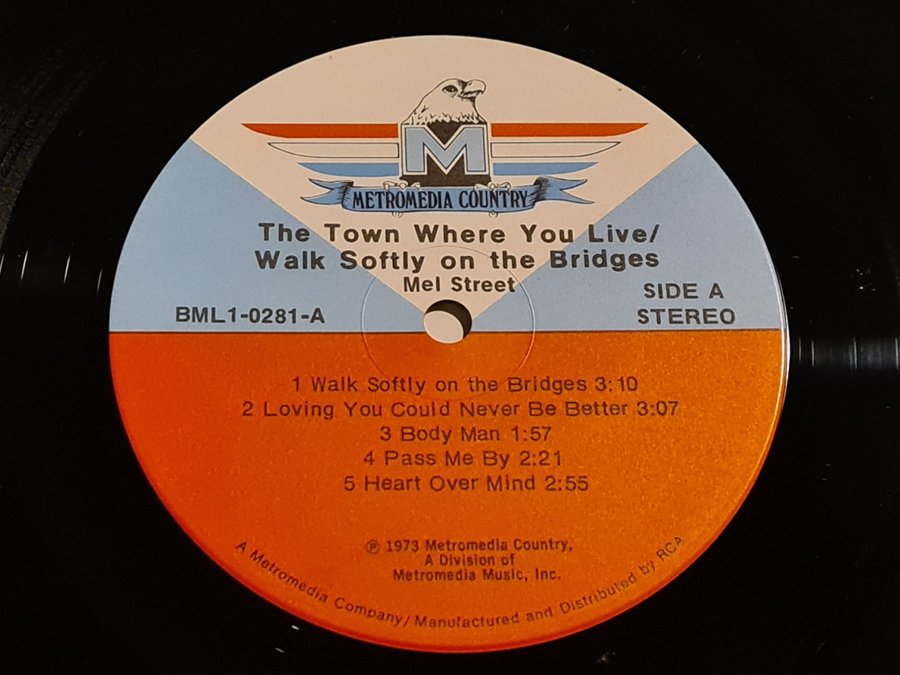 M
METROMEDIA COUNTRY
The Town Where You Live/
Walk Softly on the Bridges
Mel Street
BML1-0281-A
SIDE A
STEREO
1 Walk Softly on the Bridges 3:10
2 Loving You Could Never Be Better 3:07
3 Body Man 1:57
4 Pass Me By 2:21
5 Heart Over Mind 2:55
℗ 1973 Metromedia Country,
A Division of
Metromedia Music, Inc.
A Metromedia Company/Manufactured and Distributed by RCA